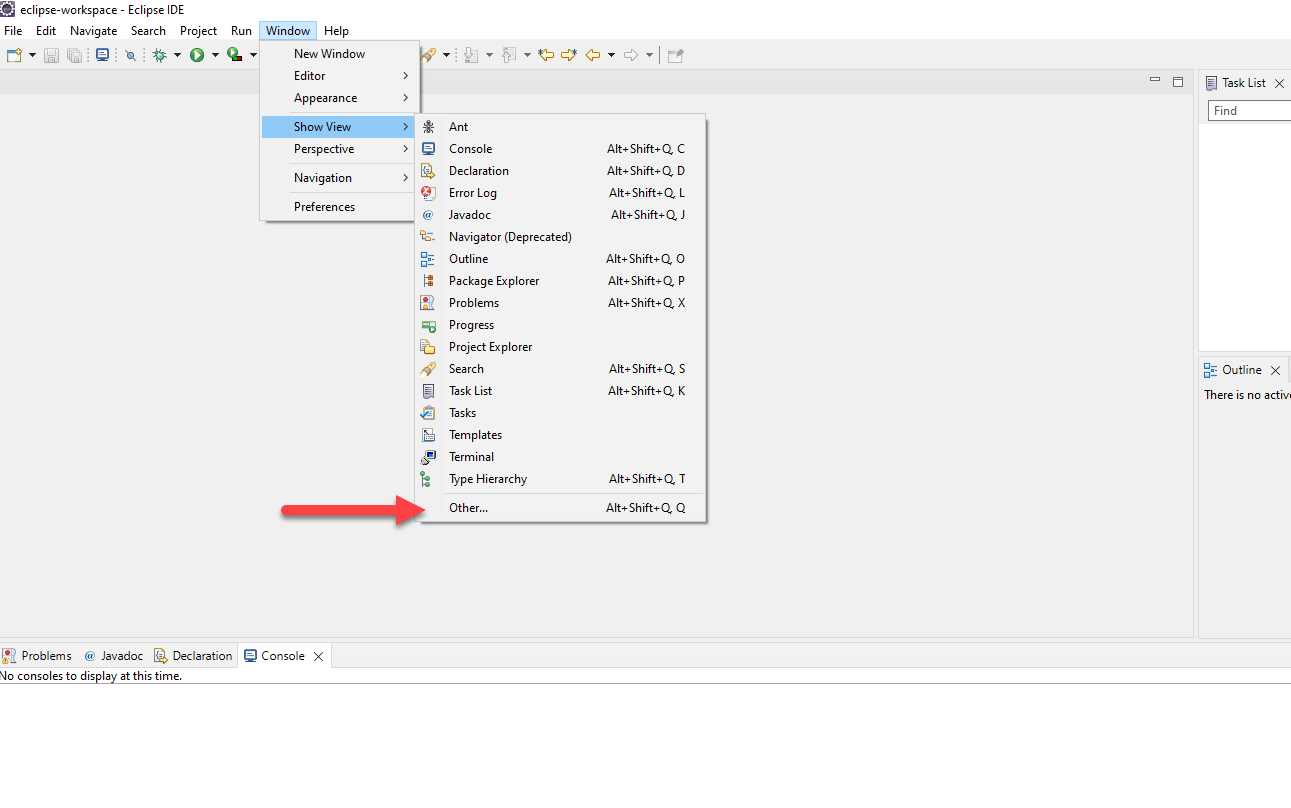 eclipse-workspace - Eclipse IDE
File Edit Navigate Search Project Run Window Help
New Window
Editor
Appearance
Show View
Perspective
Navigation
Preferences
Ant
Console Alt+Shift+Q, C
Declaration Alt+Shift+Q, D
Error Log Alt+Shift+Q, L
Javadoc Alt+Shift+Q, J
Navigator (Deprecated)
Outline Alt+Shift+Q, O
Package Explorer Alt+Shift+Q, P
Problems Alt+Shift+Q, X
Progress
Project Explorer
Search Alt+Shift+Q, S
Task List Alt+Shift+Q, K
Tasks
Templates
Terminal
Type Hierarchy Alt+Shift+Q, T
Other... Alt+Shift+Q, Q
Task List
Find
Outline
There is no active
Problems Javadoc Declaration Console
No consoles to display at this time.